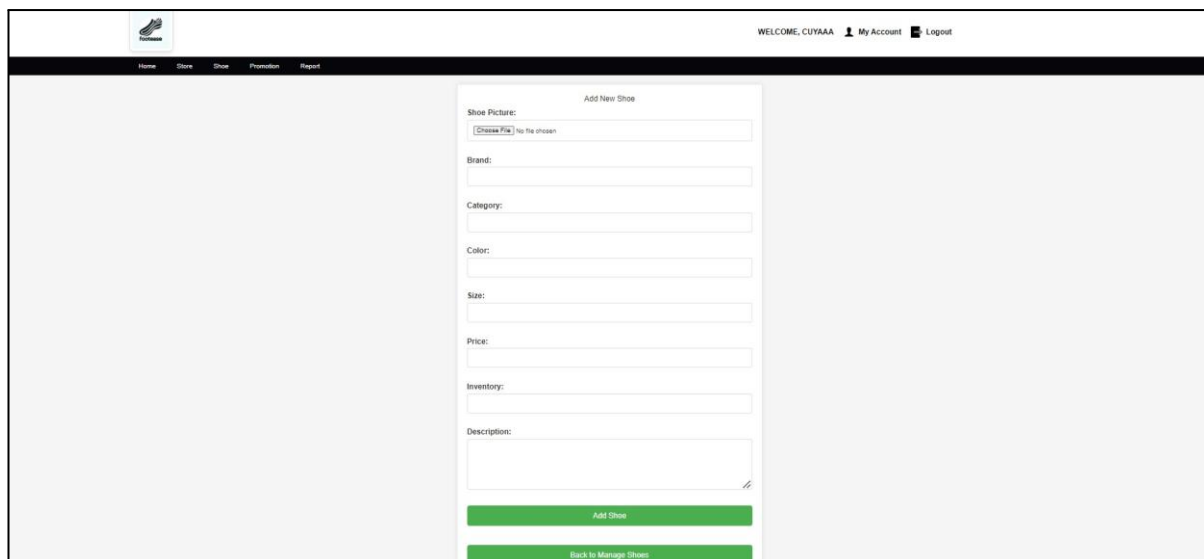 Footsease
WELCOME, CUYAAA My Account Logout
Home Store Shoe Promotion Report
Add New Shoe
Shoe Picture:
Choose File No file chosen
Brand:
Category:
Color:
Size:
Price:
Inventory:
Description:
Add Shoe
Back to Manage Shoes